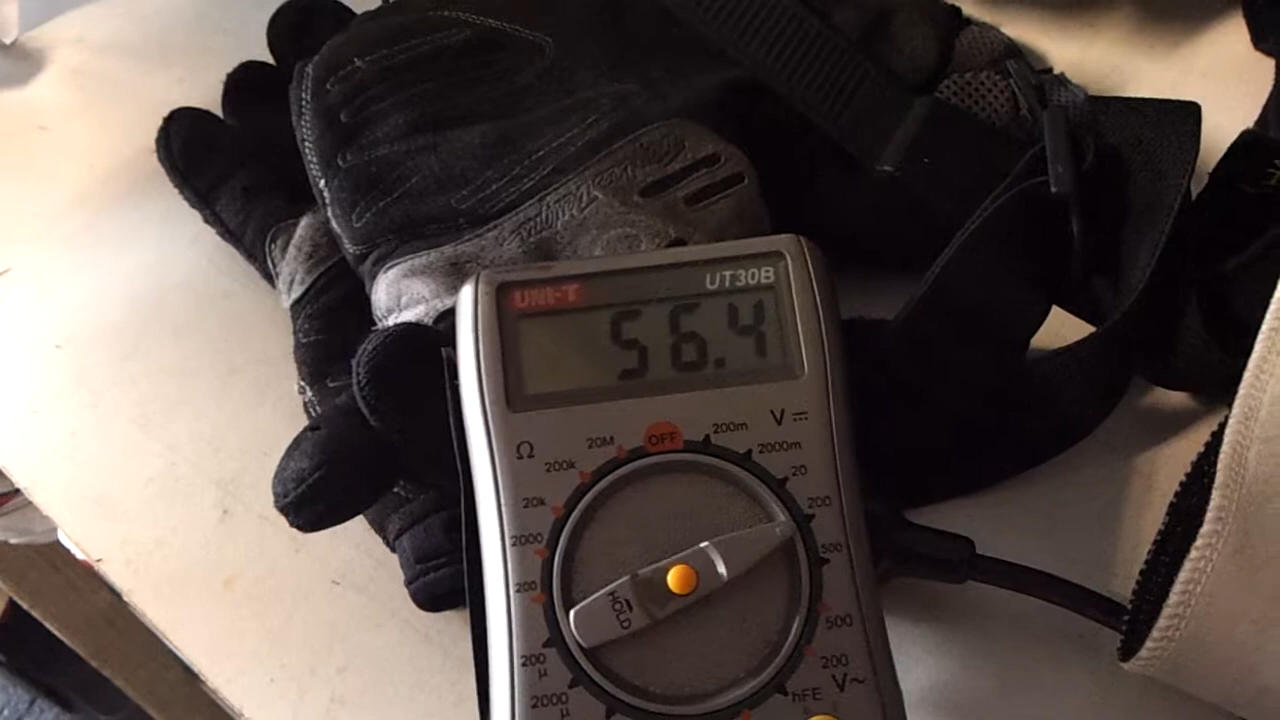 UNI-T UT30B
56.4
Ω 20M OFF 200m V
200k 2000m
20k 20
2000 200
200 500
HOLD
500
200μ 200
2000μ hFE V~